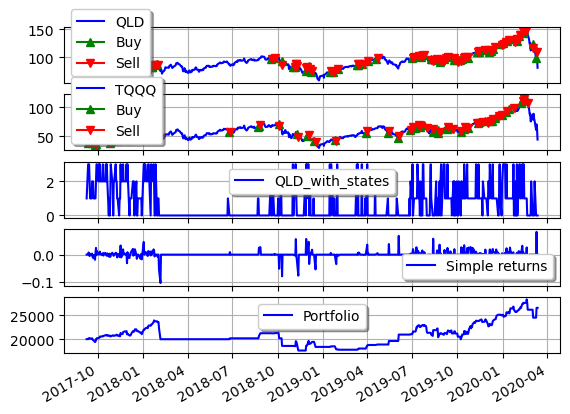 150
100
QLD
Buy
Sell
100
50
TQQQ
Buy
Sell
2
0
QLD_with_states
0.0
−0.1
Simple returns
25000
20000
Portfolio
2017-10
2018-01
2018-04
2018-07
2018-10
2019-01
2019-04
2019-07
2019-10
2020-01
2020-04